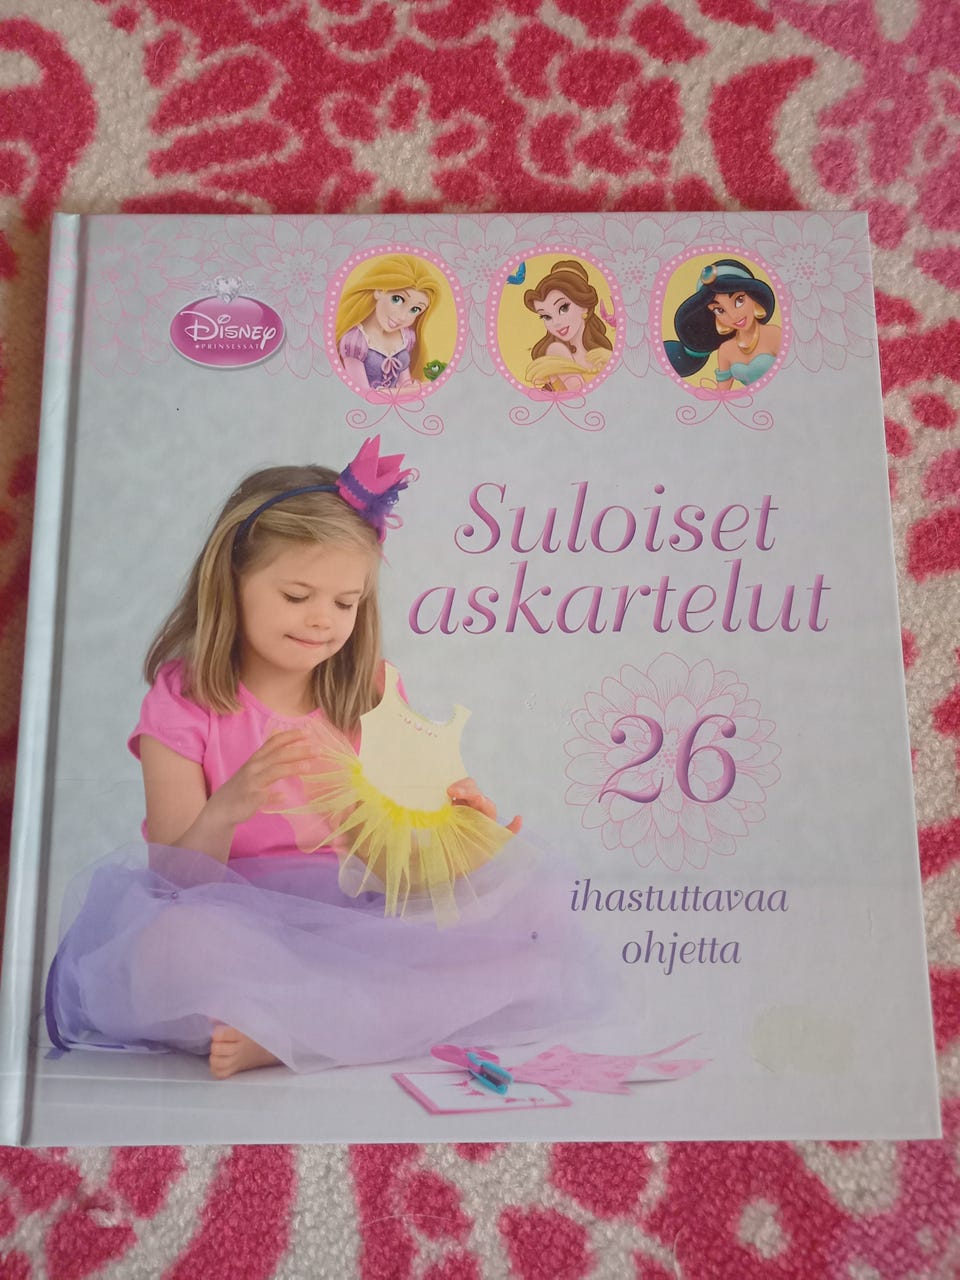 Disney
PRINSESSAT
Suloiset
askartelut
26
ihastuttavaa
ohjetta